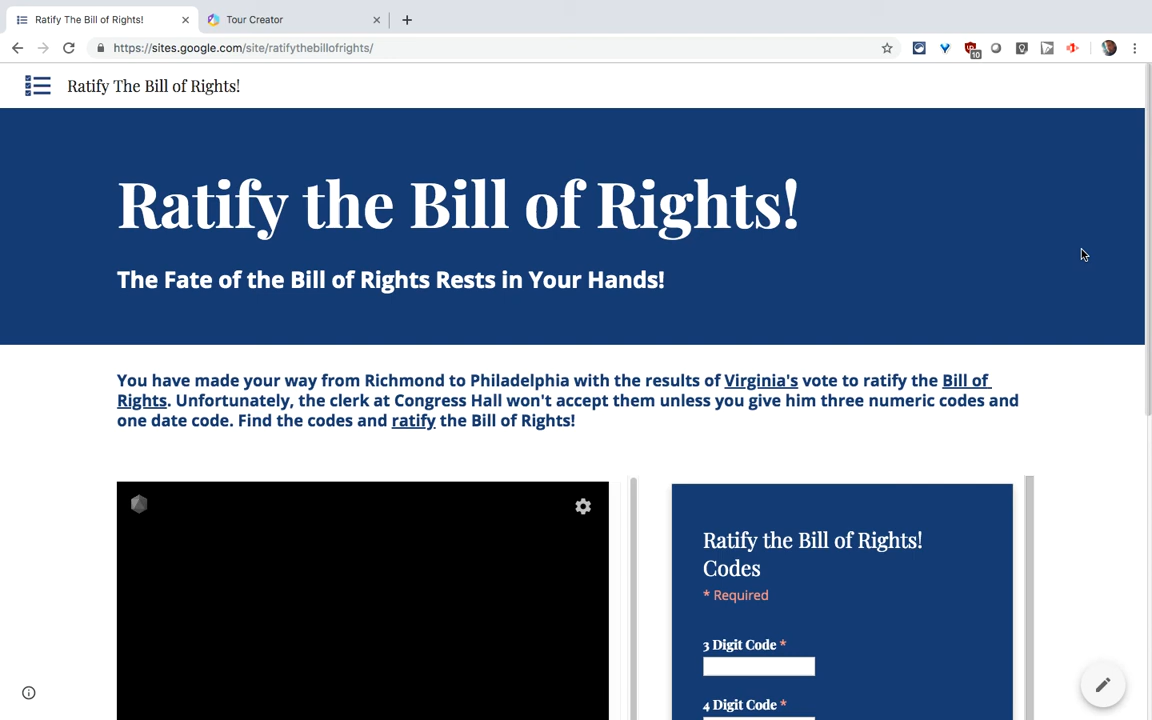 Ratify The Bill of Rights!
Tour Creator
https://sites.google.com/site/ratifythebillofrights/
10
Ratify The Bill of Rights!
Ratify the Bill of Rights!
The Fate of the Bill of Rights Rests in Your Hands!
You have made your way from Richmond to Philadelphia with the results of Virginia's vote to ratify the Bill of
Rights. Unfortunately, the clerk at Congress Hall won't accept them unless you give him three numeric codes and
one date code. Find the codes and ratify the Bill of Rights!
Ratify the Bill of Rights!
Codes
* Required
3 Digit Code *
4 Digit Code *